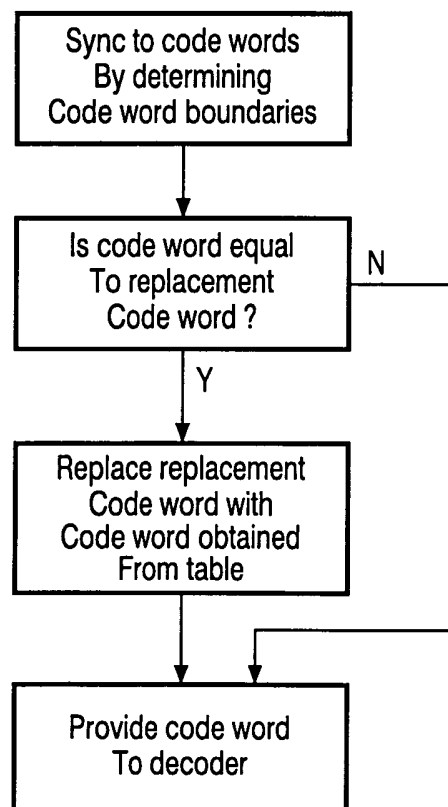 Sync to code words
By determining
Code word boundaries
Is code word equal
To replacement
Code word ?
N
Y
Replace replacement
Code word with
Code word obtained
From table
Provide code word
To decoder